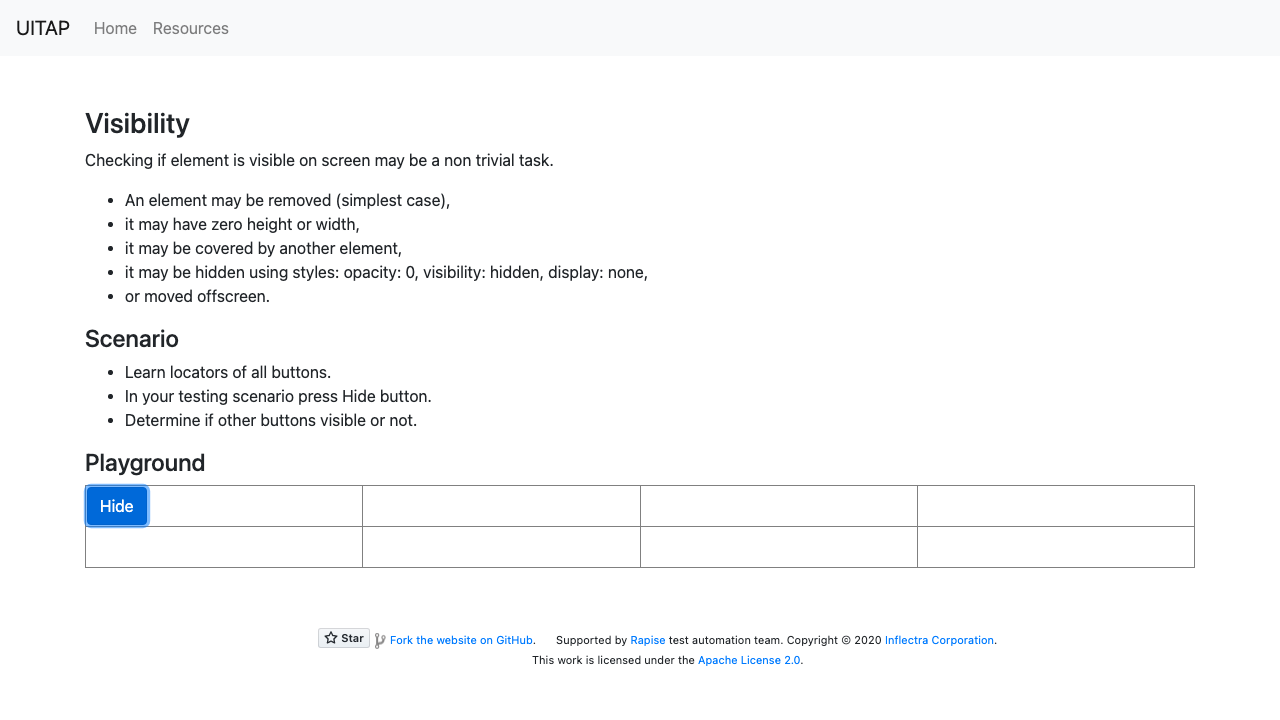 UITAP Home Resources
Visibility
Checking if element is visible on screen may be a non trivial task.
An element may be removed (simplest case),
it may have zero height or width,
it may be covered by another element,
it may be hidden using styles: opacity: 0, visibility: hidden, display: none,
or moved offscreen.
Scenario
Learn locators of all buttons.
In your testing scenario press Hide button.
Determine if other buttons visible or not.
Playground
Hide
Star Fork the website on GitHub. Supported by Rapise test automation team. Copyright © 2020 Inflectra Corporation.
This work is licensed under the Apache License 2.0.